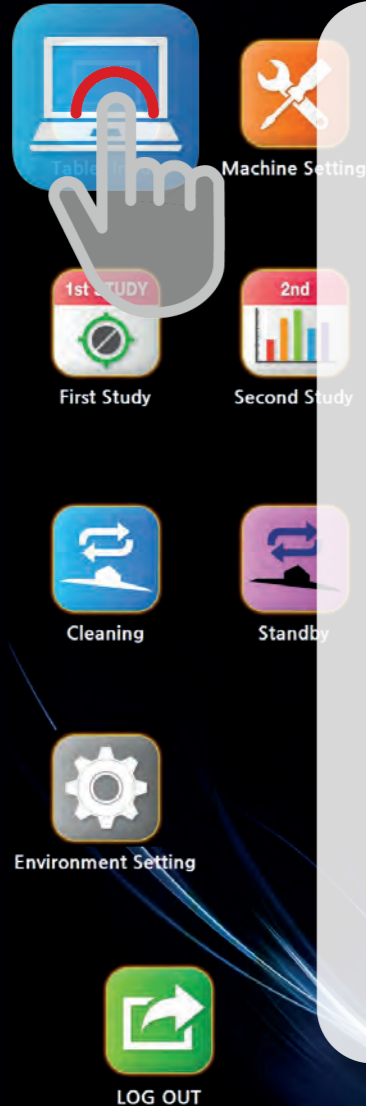 Machine Setting
1st STUDY
2nd
First Study
Second Study
Cleaning
Standby
Environment Setting
LOG OUT